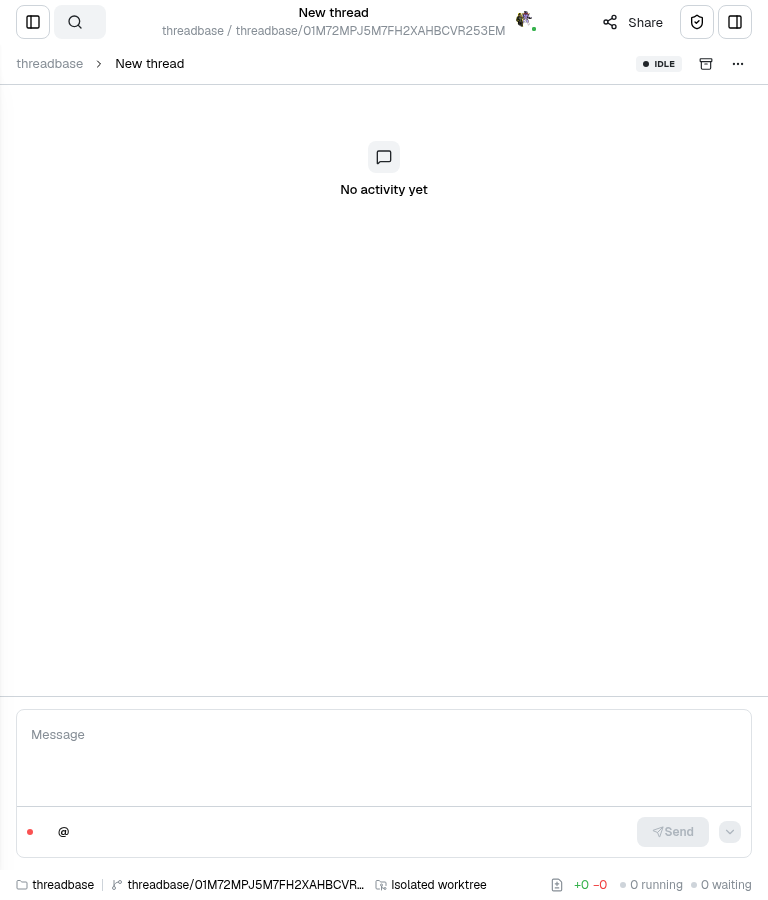 New thread
threadbase / threadbase/01M72MPJ5M7FH2XAHBCVR253EM
Share
threadbase > New thread
IDLE
No activity yet
Message
@
Send
threadbase
threadbase/01M72MPJ5M7FH2XAHBCVR…
Isolated worktree
+0 −0
0 running
0 waiting